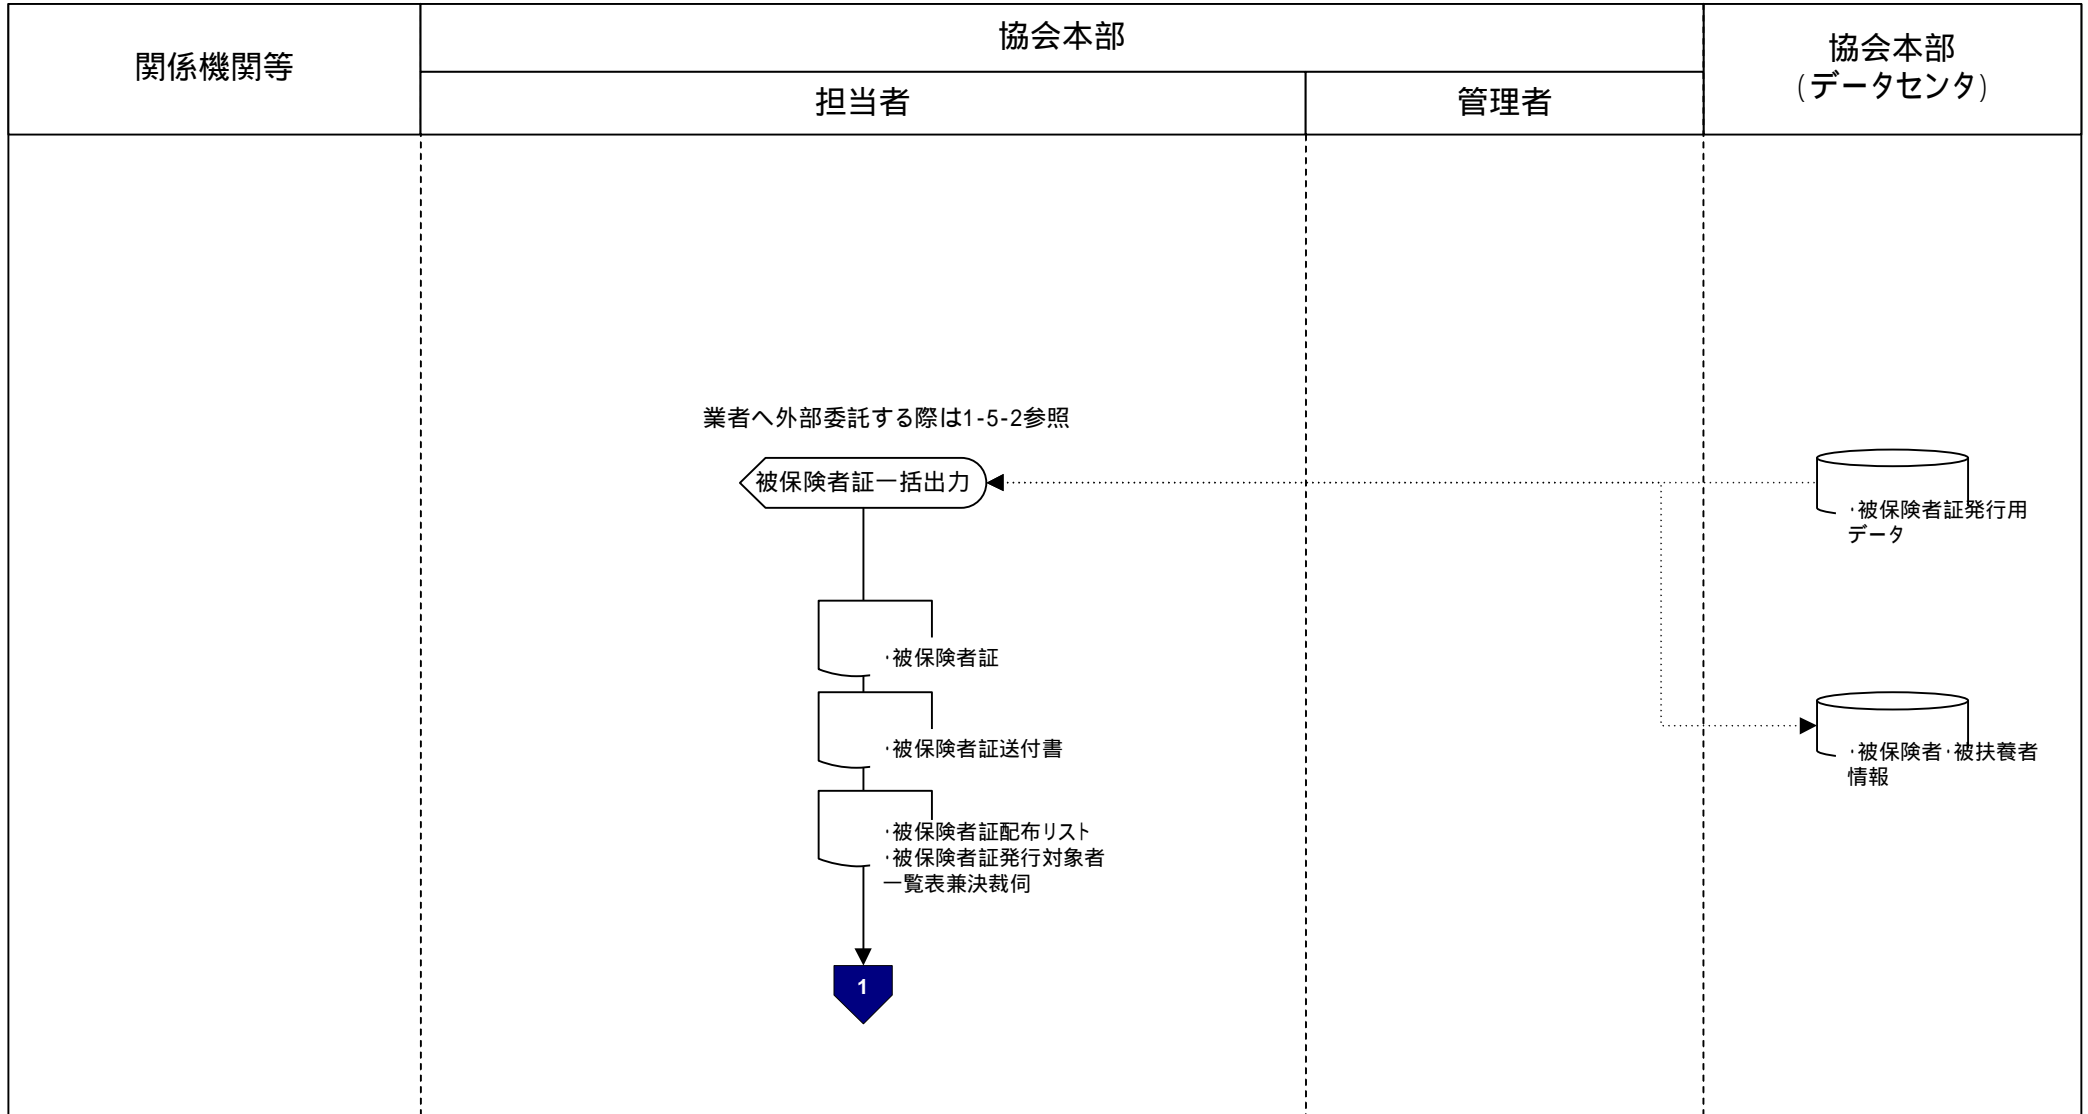 関係機関等
協会本部
担当者
管理者
協会本部
(データセンタ)
業者へ外部委託する際は1-5-2参照
被保険者証一括出力
・被保険者証発行用
データ
・被保険者証
・被保険者証送付書
・被保険者・被扶養者
情報
・被保険者証配布リスト
・被保険者証発行対象者
一覧表兼決裁伺
1